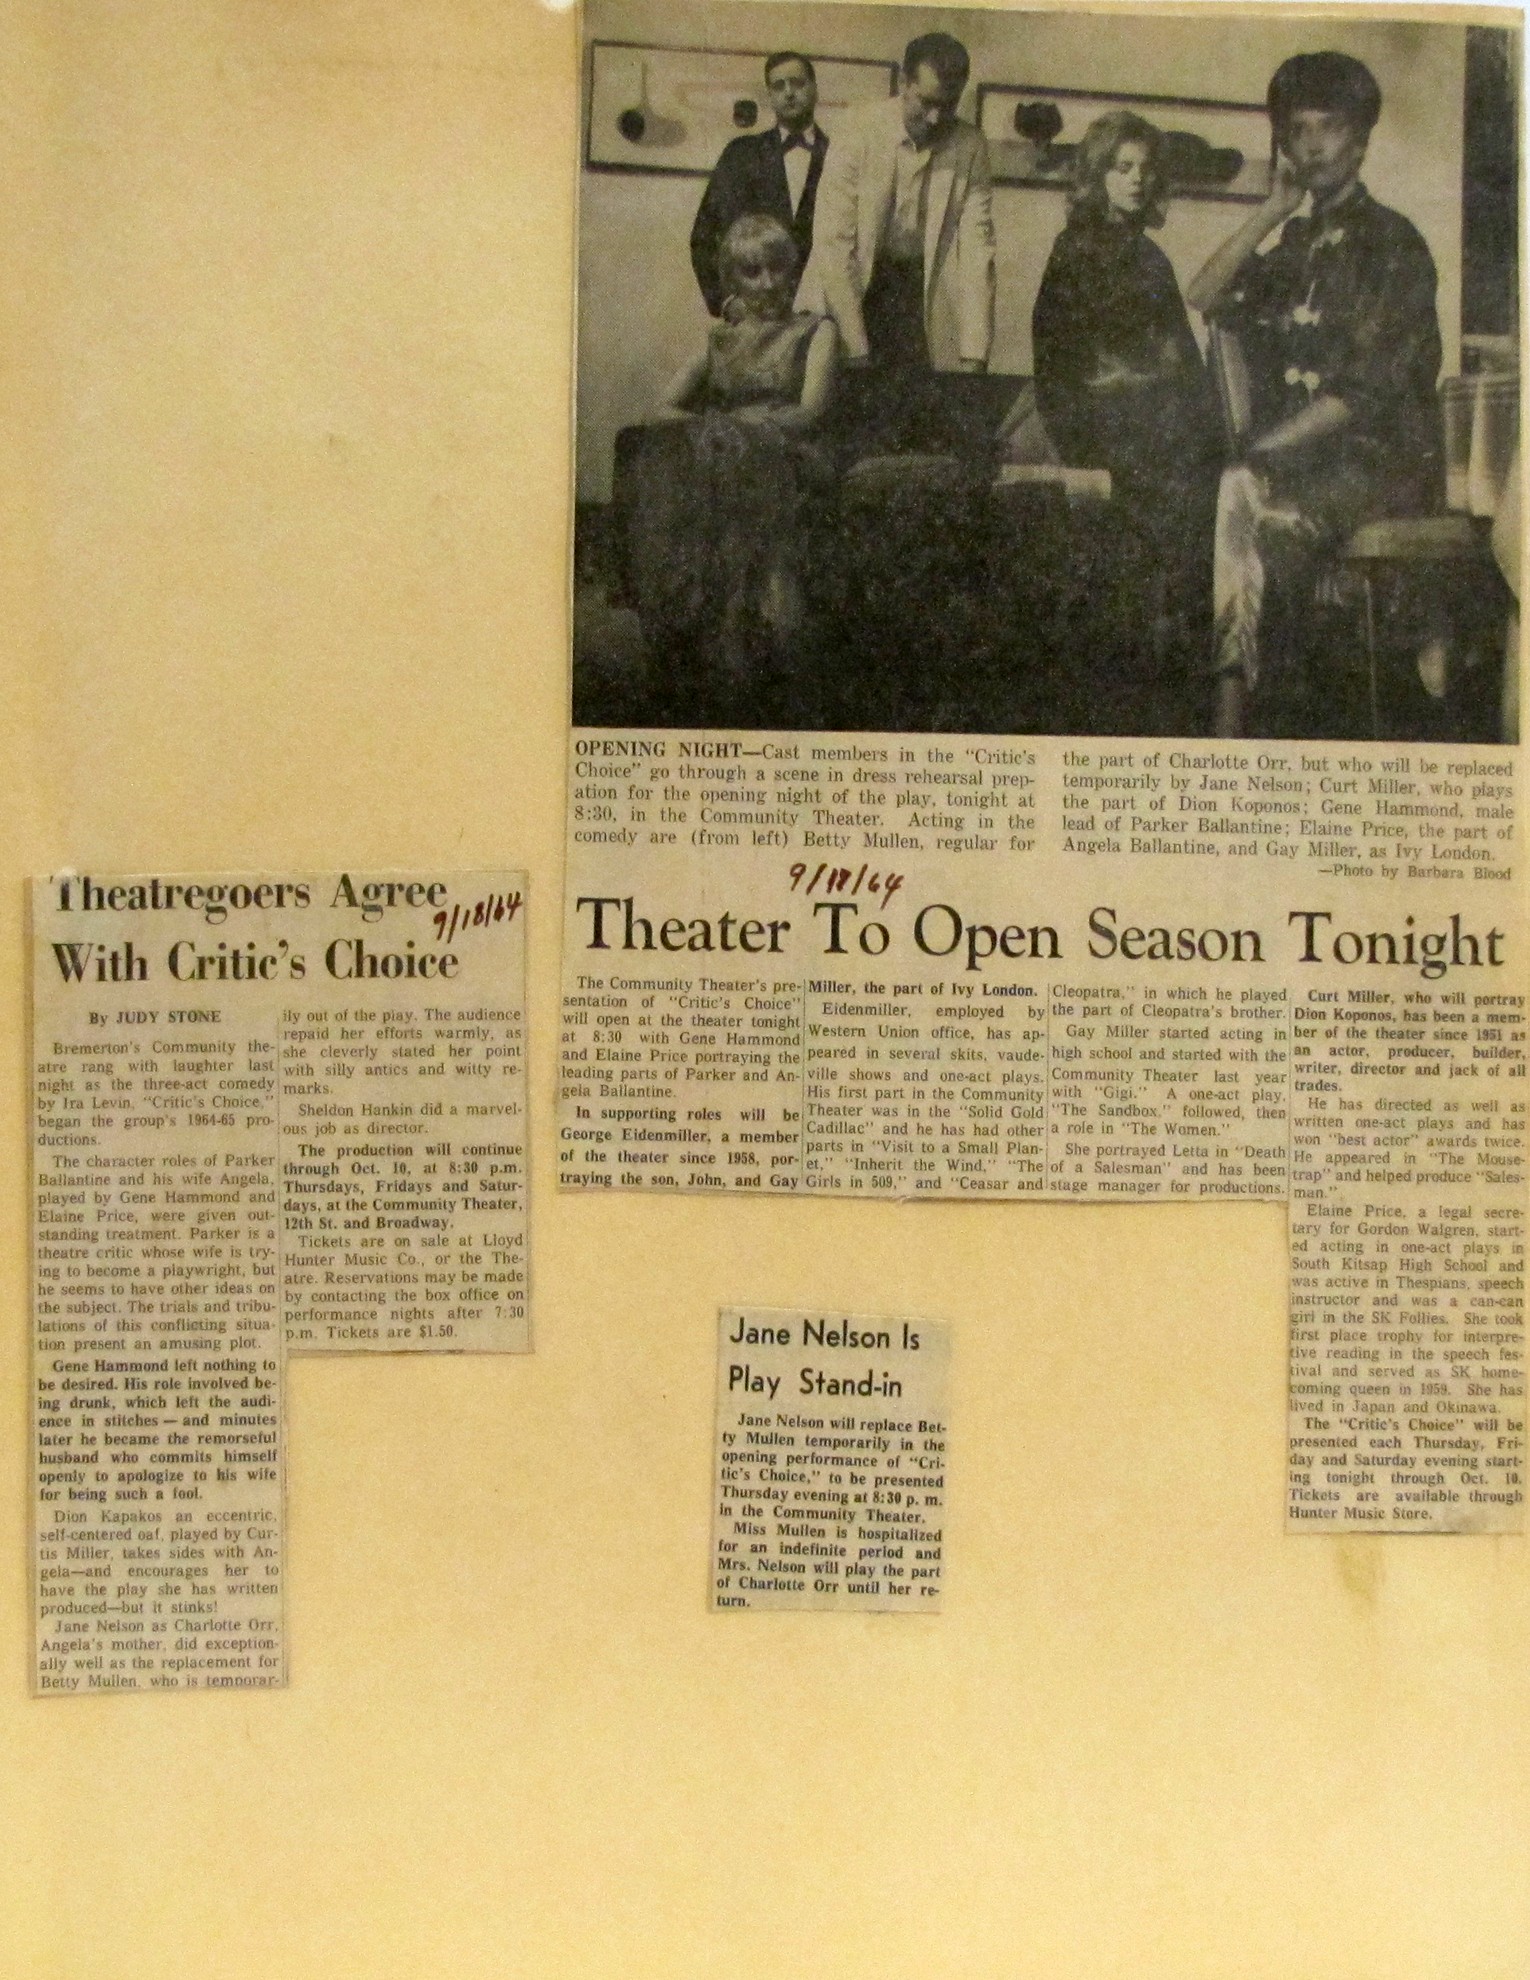 OPENING NIGHT—Cast members in the "Critic's
Choice" go through a scene in dress rehearsal prep-
ation for the opening night of the play, tonight at
8:30, in the Community Theater. Acting in the
comedy are (from left) Betty Mullen, regular for
the part of Charlotte Orr, but who will be replaced
temporarily by Jane Nelson; Curt Miller, who plays
the part of Dion Koponos; Gene Hammond, male
lead of Parker Ballantine; Elaine Price, the part of
Angela Ballantine, and Gay Miller, as Ivy London.
—Photo by Barbara Blood
Theatregoers Agree
9/18/64
With Critic's Choice
By JUDY STONE
Bremerton's Community the-
atre rang with laughter last
night as the three-act comedy
by Ira Levin, "Critic's Choice,"
began the group's 1964-65 pro-
ductions.
The character roles of Parker
Ballantine and his wife Angela,
played by Gene Hammond and
Elaine Price, were given out-
standing treatment. Parker is a
theatre critic whose wife is try-
ing to become a playwright, but
he seems to have other ideas on
the subject. The trials and tribu-
lations of this conflicting situa-
tion present an amusing plot.
Gene Hammond left nothing to
be desired. His role involved be-
ing drunk, which left the audi-
ence in stitches — and minutes
later he became the remorseful
husband who commits himself
openly to apologize to his wife
for being such a fool.
Dion Kapakos an eccentric,
self-centered oaf, played by Cur-
tis Miller, takes sides with An-
gela—and encourages her to
have the play she has written
produced—but it stinks!
Jane Nelson as Charlotte Orr,
Angela's mother, did exception-
ally well as the replacement for
Betty Mullen, who is temporar-
ily out of the play. The audience
repaid her efforts warmly, as
she cleverly stated her point
with silly antics and witty re-
marks.
Sheldon Hankin did a marvel-
ous job as director.
The production will continue
through Oct. 10, at 8:30 p.m.
Thursdays, Fridays and Satur-
days, at the Community Theater,
12th St. and Broadway.
Tickets are on sale at Lloyd
Hunter Music Co., or the The-
atre. Reservations may be made
by contacting the box office on
performance nights after 7:30
p.m. Tickets are $1.50.
9/18/64
Theater To Open Season Tonight
The Community Theater's pre-
sentation of "Critic's Choice"
will open at the theater tonight
at 8:30 with Gene Hammond
and Elaine Price portraying the
leading parts of Parker and An-
gela Ballantine.
In supporting roles will be
George Eidenmiller, a member
of the theater since 1958, por-
traying the son, John, and Gay
Miller, the part of Ivy London.
Eidenmiller, employed by
Western Union office, has ap-
peared in several skits, vaude-
ville shows and one-act plays.
His first part in the Community
Theater was in the "Solid Gold
Cadillac" and he has had other
parts in "Visit to a Small Plan-
et," "Inherit the Wind," "The
Girls in 509," and "Ceasar and
Cleopatra," in which he played
the part of Cleopatra's brother.
Gay Miller started acting in
high school and started with the
Community Theater last year
with "Gigi." A one-act play,
"The Sandbox," followed, then
a role in "The Women."
She portrayed Letta in "Death
of a Salesman" and has been
stage manager for productions.
Curt Miller, who will portray
Dion Koponos, has been a mem-
ber of the theater since 1951 as
an actor, producer, builder,
writer, director and jack of all
trades.
He has directed as well as
written one-act plays and has
won "best actor" awards twice.
He appeared in "The Mouse-
trap" and helped produce "Sales-
man."
Elaine Price, a legal secre-
tary for Gordon Walgren, start-
ed acting in one-act plays in
South Kitsap High School and
was active in Thespians, speech
instructor and was a can-can
girl in the SK Follies. She took
first place trophy for interpre-
tive reading in the speech fes-
tival and served as SK home-
coming queen in 1959. She has
lived in Japan and Okinawa.
The "Critic's Choice" will be
presented each Thursday, Fri-
day and Saturday evening start-
ing tonight through Oct. 10.
Tickets are available through
Hunter Music Store.
Jane Nelson Is
Play Stand-in
Jane Nelson will replace Bet-
ty Mullen temporarily in the
opening performance of "Cri-
tic's Choice," to be presented
Thursday evening at 8:30 p. m.
in the Community Theater.
Miss Mullen is hospitalized
for an indefinite period and
Mrs. Nelson will play the part
of Charlotte Orr until her re-
turn.